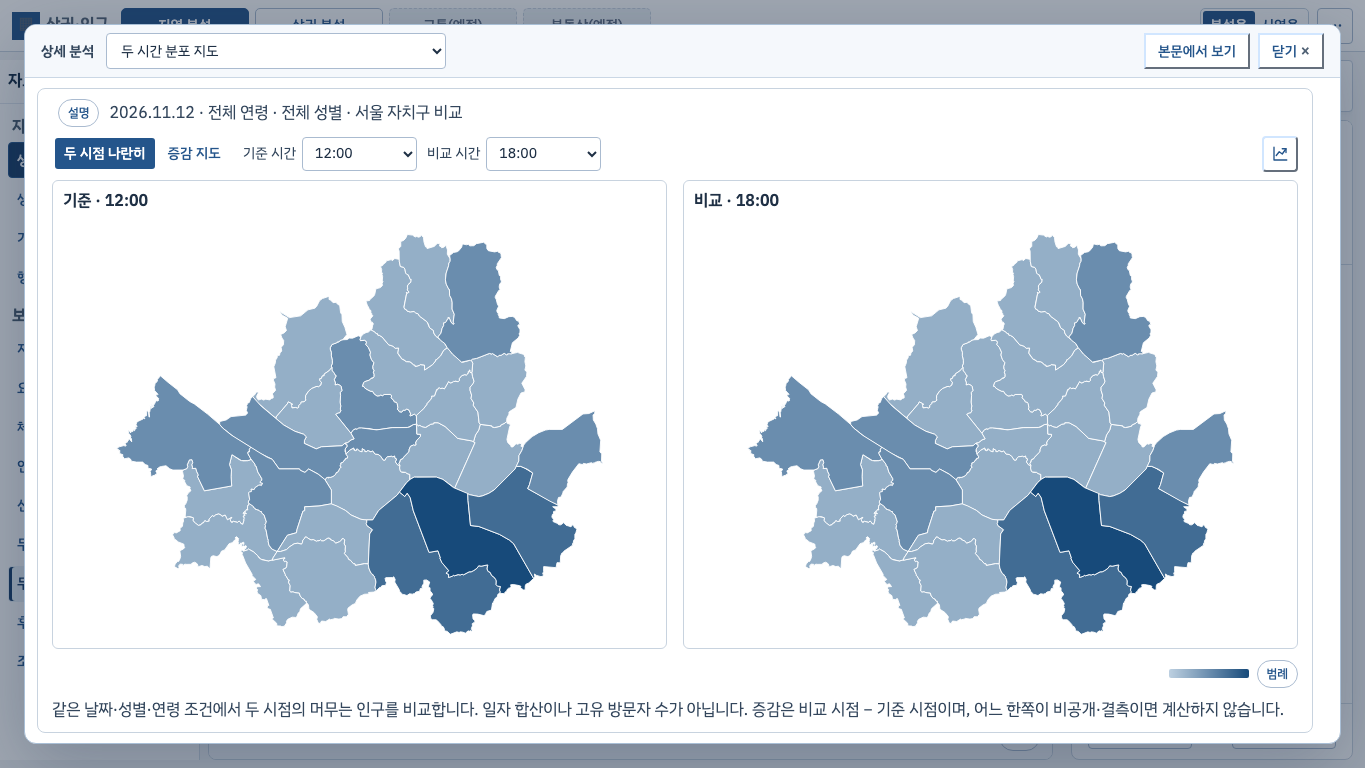 상세 분석 두 시간 분포 지도 본문에서 보기 닫기 ×
설명 2026.11.12 · 전체 연령 · 전체 성별 · 서울 자치구 비교
두 시점 나란히 증감 지도 기준 시간 12:00 비교 시간 18:00
기준 · 12:00
비교 · 18:00
범례
같은 날짜·성별·연령 조건에서 두 시점의 머무는 인구를 비교합니다. 일자 합산이나 고유 방문자 수가 아닙니다. 증감은 비교 시점 − 기준 시점이며, 어느 한쪽이 비공개·결측이면 계산하지 않습니다.